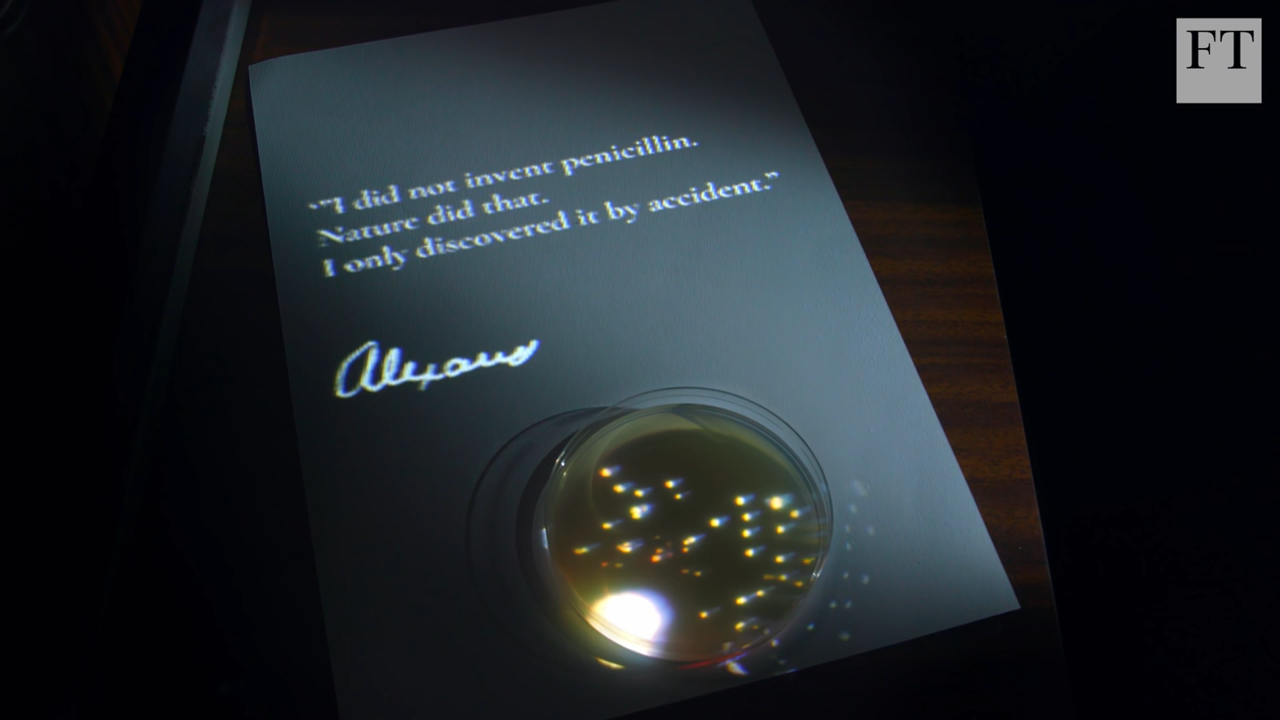 "I did not invent penicillin.
Nature did that.
I only discovered it by accident."
FT